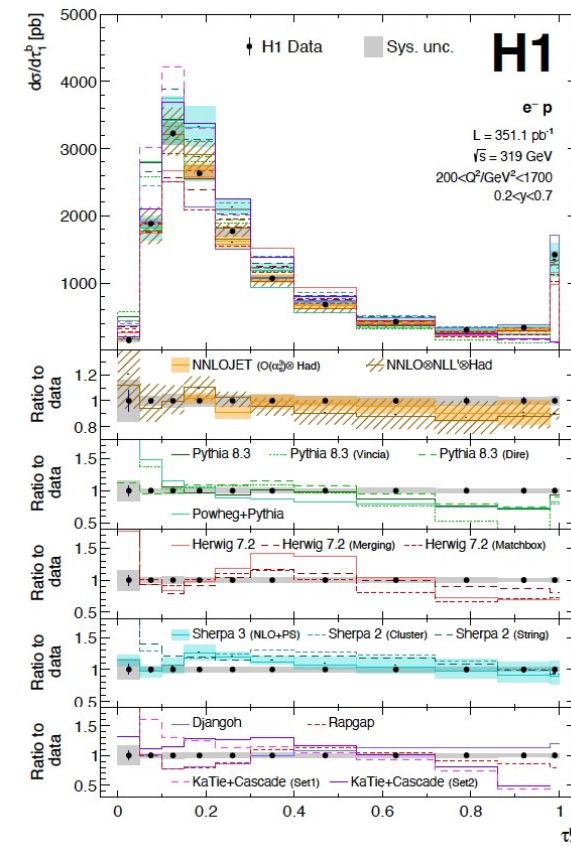 dσ/dτ₁ᵇ [pb]
H1 Data
Sys. unc.
H1
e⁻ p
L = 351.1 pb⁻¹
√s = 319 GeV
200<Q²/GeV²<1700
0.2<y<0.7
5000
4000
3000
2000
1000
Ratio to data
NNLOJET
NNLO⊗NLL'⊗Had
1.2
1.0
0.8
Ratio to data
Pythia 8.3
Pythia 8.3 (Vincia)
Pythia 8.3 (Dire)
Powheg+Pythia
1.5
1
0.5
Ratio to data
Herwig 7.2
Herwig 7.2 (Merging)
Herwig 7.2 (Matchbox)
1.5
1
0.5
Ratio to data
Sherpa 3 (NLO+PS)
Sherpa 2 (Cluster)
Sherpa 2 (String)
1.5
1
0.5
Ratio to data
Djangoh
Rapgap
KaTie+Cascade (Set1)
KaTie+Cascade (Set2)
1.5
1
0.5
0 0.2 0.4 0.6 0.8 1